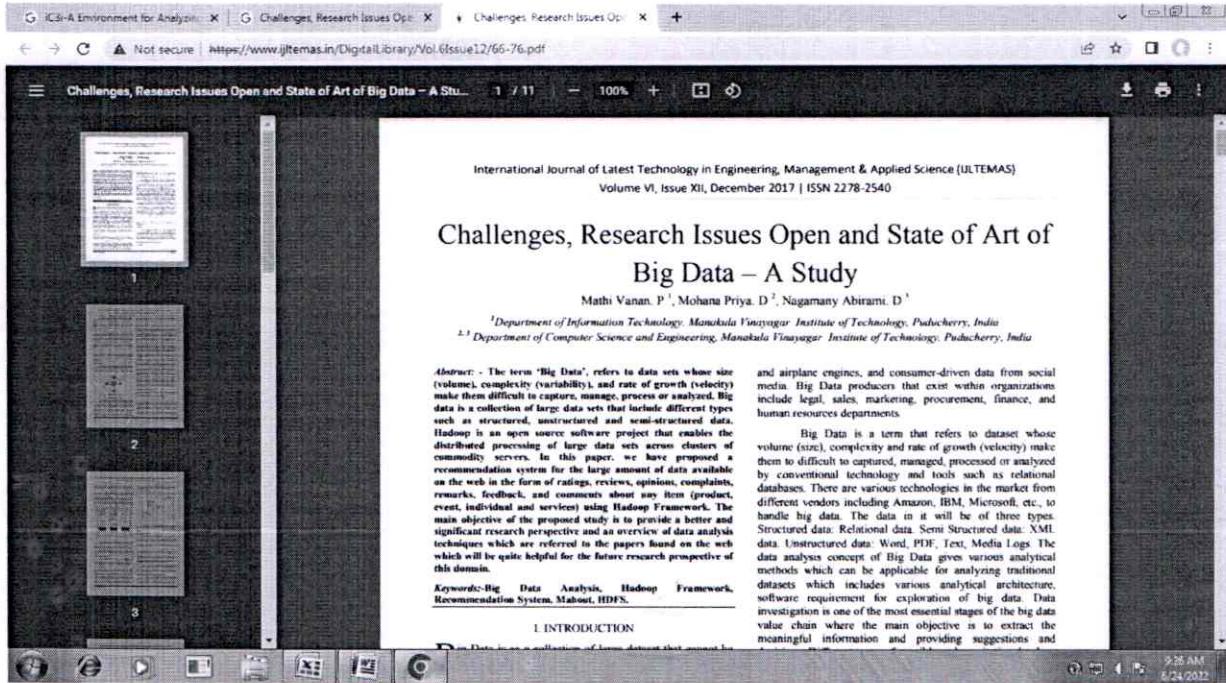 iC3i-A Environment for Analyzin
Challenges, Research Issues Ope
Challenges, Research Issues Op
Not secure | https://www.ijltemas.in/DigitalLibrary/Vol.6Issue12/66-76.pdf
Challenges, Research Issues Open and State of Art of Big Data – A Stu...
1 / 11
100%
1
2
3
International Journal of Latest Technology in Engineering, Management & Applied Science (IJLTEMAS)
Volume VI, Issue XII, December 2017 | ISSN 2278-2540
Challenges, Research Issues Open and State of Art of
Big Data – A Study
Mathi Vanan. P 1, Mohana Priya. D 2, Nagamany Abirami. D 3
1Department of Information Technology, Manakula Vinayagar Institute of Technology, Puducherry, India
2, 3 Department of Computer Science and Engineering, Manakula Vinayagar Institute of Technology, Puducherry, India
Abstract: - The term ‘Big Data’, refers to data sets whose size
(volume), complexity (variability), and rate of growth (velocity)
make them difficult to capture, manage, process or analyzed. Big
data is a collection of large data sets that include different types
such as structured, unstructured and semi-structured data.
Hadoop is an open source software project that enables the
distributed processing of large data sets across clusters of
commodity servers. In this paper, we have proposed a
recommendation system for the large amount of data available
on the web in the form of ratings, reviews, opinions, complaints,
remarks, feedback, and comments about any item (product,
event, individual and services) using Hadoop Framework. The
main objective of the proposed study is to provide a better and
significant research perspective and an overview of data analysis
techniques which are referred to the papers found on the web
which will be quite helpful for the future research prospective of
this domain.
Keywords:-Big Data Analysis, Hadoop Framework,
Recommendation System, Mahout, HDFS.
I. INTRODUCTION
Big Data is as a collection of large dataset that cannot be
and airplane engines, and consumer-driven data from social
media. Big Data producers that exist within organizations
include legal, sales, marketing, procurement, finance, and
human resources departments.
Big Data is a term that refers to dataset whose
volume (size), complexity and rate of growth (velocity) make
them to difficult to captured, managed, processed or analyzed
by conventional technology and tools such as relational
databases. There are various technologies in the market from
different vendors including Amazon, IBM, Microsoft, etc., to
handle big data. The data in it will be of three types.
Structured data: Relational data. Semi Structured data: XML
data. Unstructured data: Word, PDF, Text, Media Logs. The
data analysis concept of Big Data gives various analytical
methods which can be applicable for analyzing traditional
datasets which includes various analytical architecture,
software requirement for exploration of big data. Data
investigation is one of the most essential stages of the big data
value chain where the main objective is to extract the
meaningful information and providing suggestions and
9:26 AM
6/24/2022